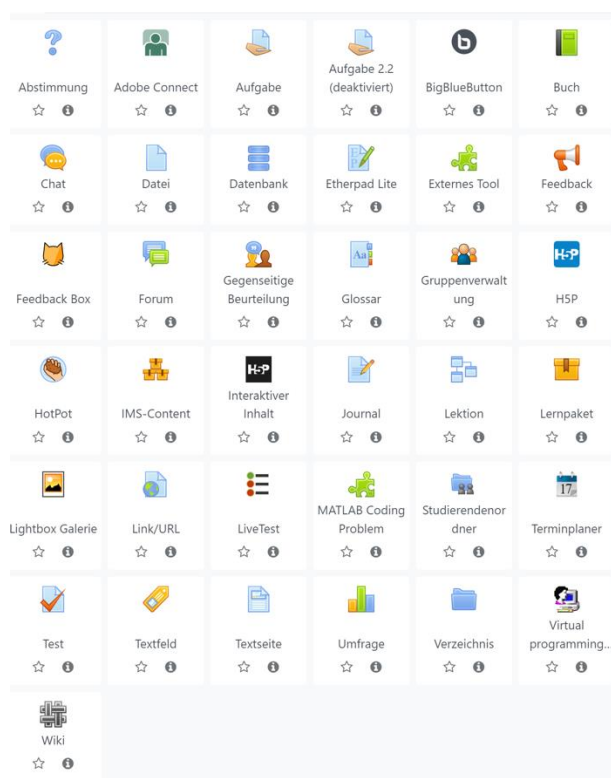 Abstimmung
Adobe Connect
Aufgabe
Aufgabe 2.2
(deaktiviert)
BigBlueButton
Buch
Chat
Datei
Datenbank
Etherpad Lite
Externes Tool
Feedback
Feedback Box
Forum
Gegenseitige
Beurteilung
Aa
Glossar
Gruppenverwalt
ung
H-P
H5P
HotPot
IMS-Content
H-P
Interaktiver
Inhalt
Journal
Lektion
Lernpaket
Lightbox Galerie
Link/URL
LiveTest
MATLAB Coding
Problem
Studierendenor
dner
17
Terminplaner
Test
Textfeld
Textseite
Umfrage
Verzeichnis
Virtual
programming...
Wiki